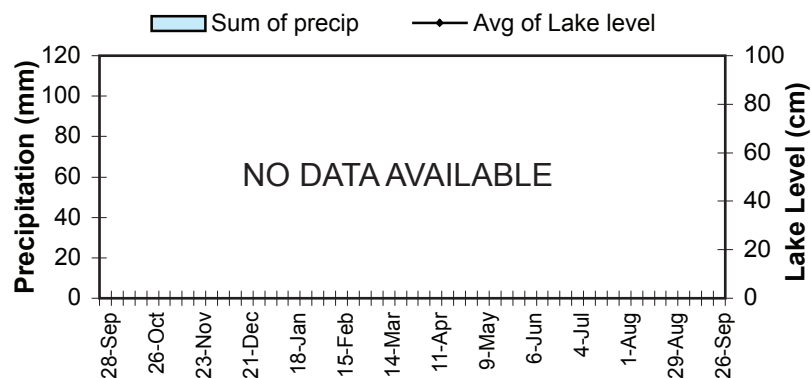 Sum of precip Avg of Lake level
Precipitation (mm)
120
100
80
60
40
20
0
NO DATA AVAILABLE
100
80
60
40
20
0
Lake Level (cm)
28-Sep
26-Oct
23-Nov
21-Dec
18-Jan
15-Feb
14-Mar
11-Apr
9-May
6-Jun
4-Jul
1-Aug
29-Aug
26-Sep